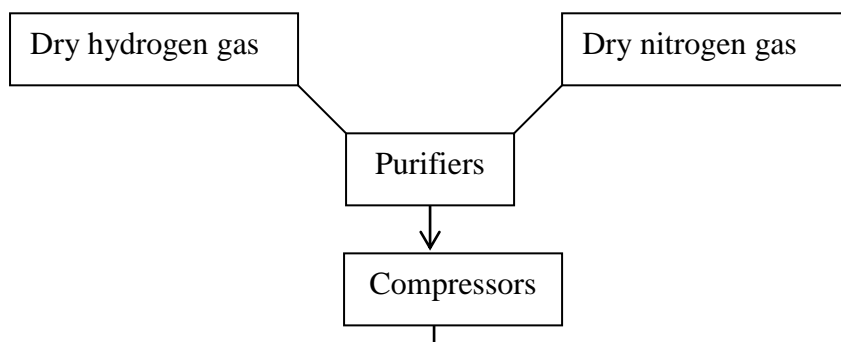 Dry hydrogen gas
Dry nitrogen gas
Purifiers
Compressors